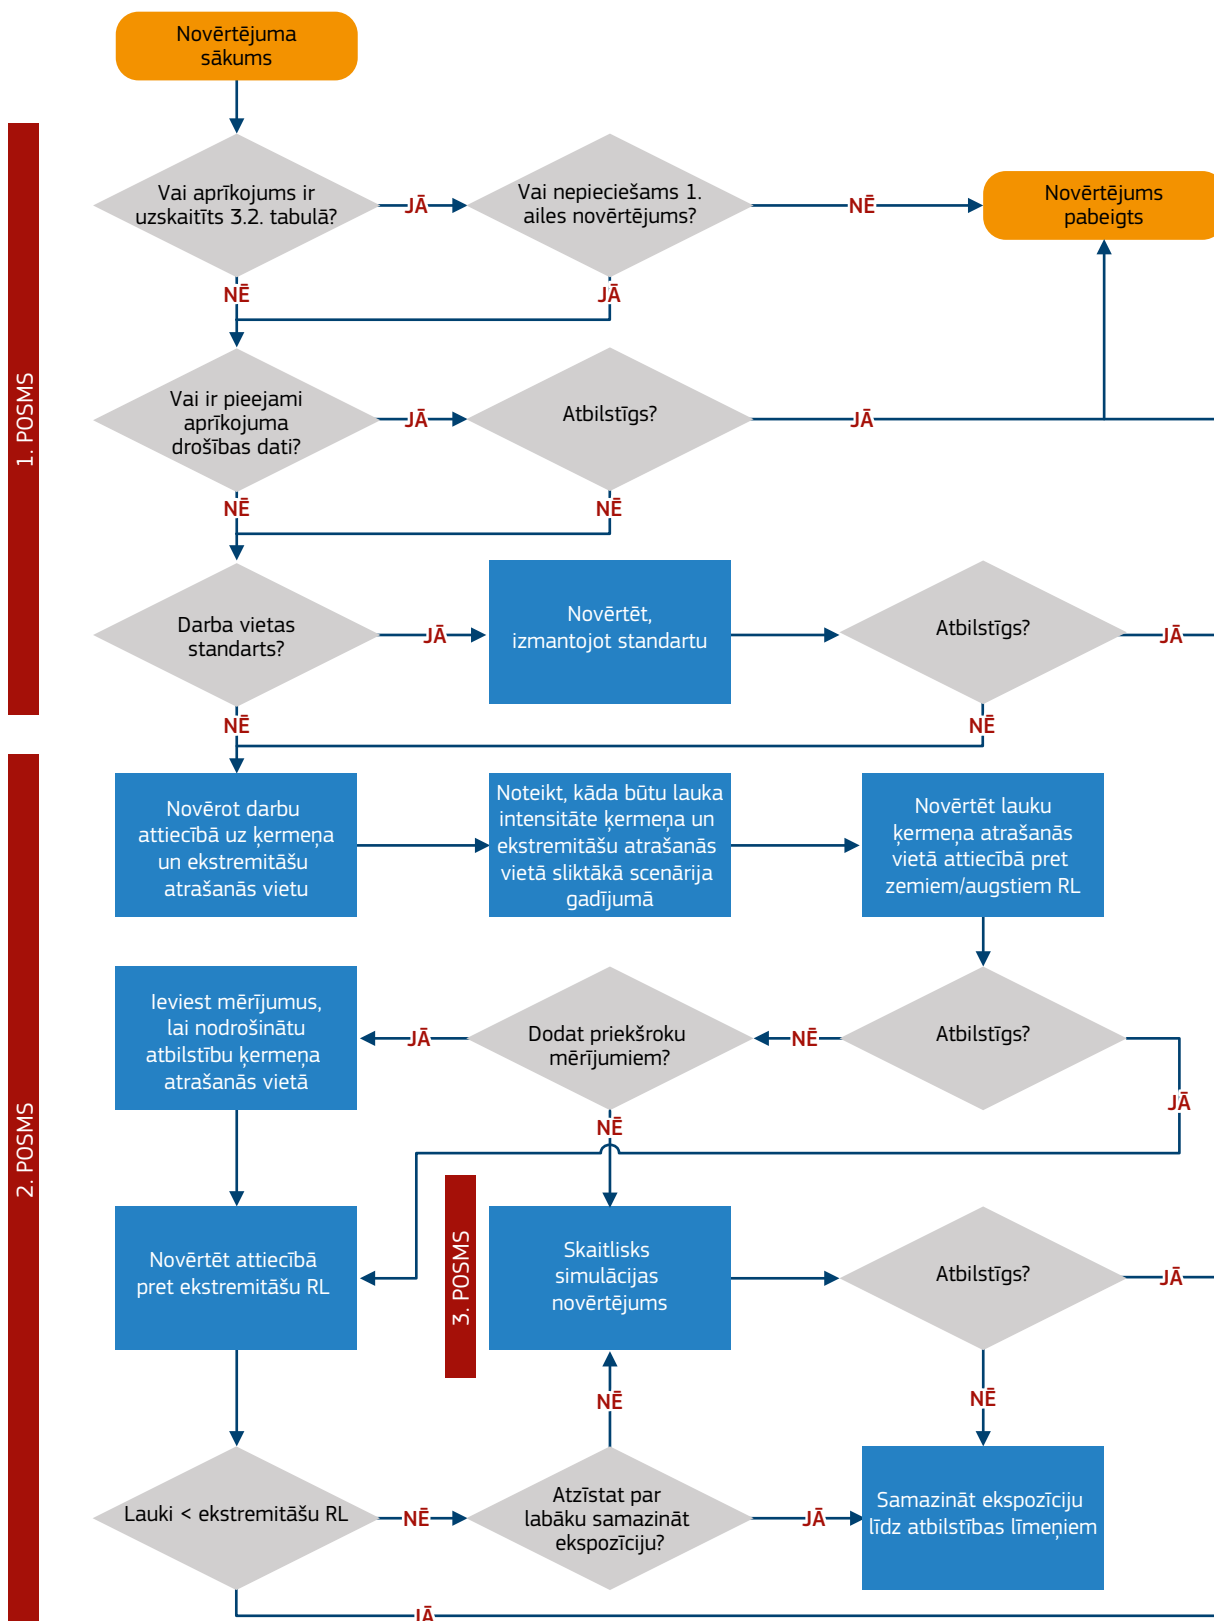 Novērtējuma
sākums
1. POSMS
Vai aprīkojums ir
uzskaitīts 3.2. tabulā?
JĀ
Vai nepieciešams 1.
ailes novērtējums?
NĒ
Novērtējums
pabeigts
NĒ
JĀ
Vai ir pieejami
aprīkojuma
drošības dati?
JĀ
Atbilstīgs?
JĀ
NĒ
NĒ
Darba vietas
standarts?
JĀ
Novērtēt,
izmantojot standartu
Atbilstīgs?
JĀ
NĒ
NĒ
2. POSMS
Novērot darbu
attiecībā uz ķermeņa
un ekstremitāšu
atrašanās vietu
Noteikt, kāda būtu lauka
intensitāte ķermeņa un
ekstremitāšu atrašanās
vietā sliktākā scenārija
gadījumā
Novērtēt lauku
ķermeņa atrašanās
vietā attiecībā pret
zemiem/augstiem RL
Ieviest mērījumus,
lai nodrošinātu
atbilstību ķermeņa
atrašanās vietā
JĀ
Dodat priekšroku
mērījumiem?
NĒ
Atbilstīgs?
JĀ
NĒ
Novērtēt attiecībā
pret ekstremitāšu RL
3. POSMS
Skaitlisks
simulācijas
novērtējums
Atbilstīgs?
JĀ
NĒ
NĒ
Lauki < ekstremitāšu RL
NĒ
Atzīstat par
labāku samazināt
ekspozīciju?
JĀ
Samazināt ekspozīciju
līdz atbilstības līmeņiem
JĀ